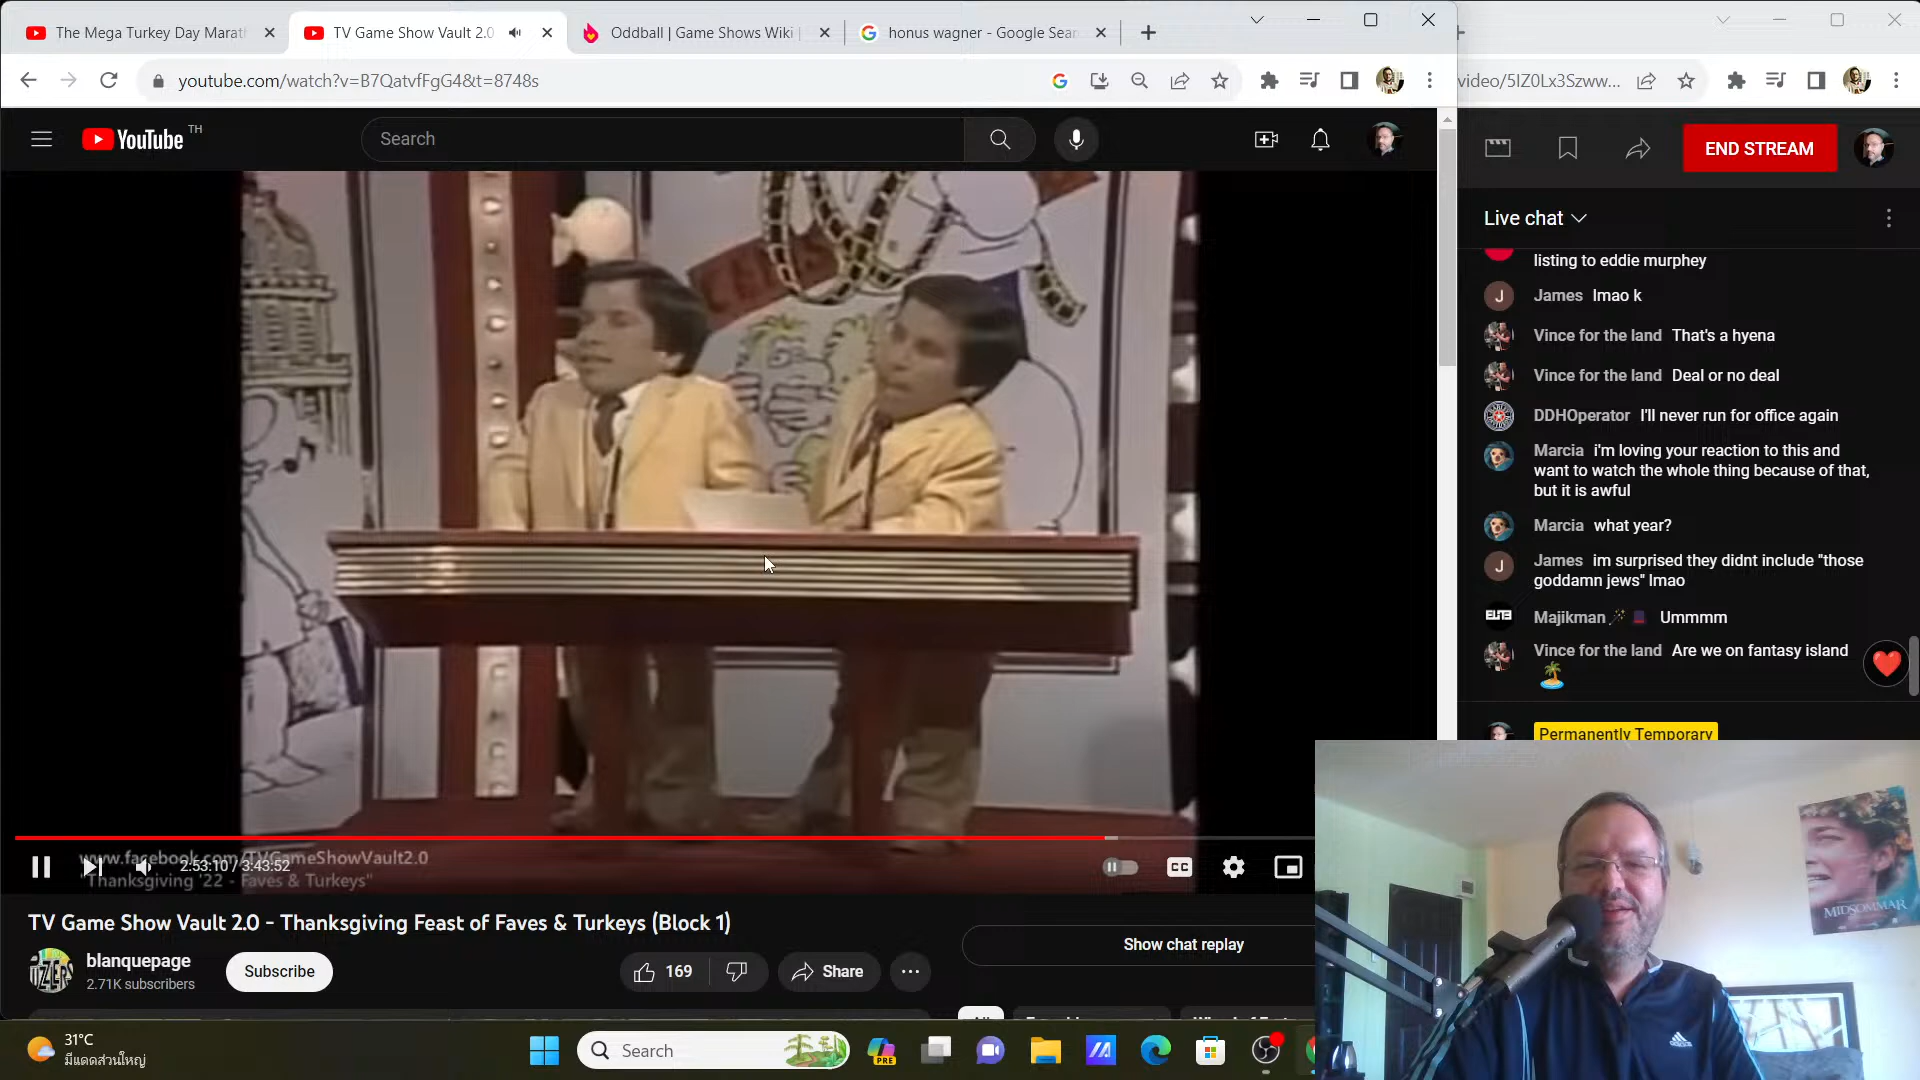 The Mega Turkey Day Marat
TV Game Show Vault 2.0
Oddball | Game Shows Wiki |
honus wagner - Google Sear
youtube.com/watch?v=B7QatvfFgG4&t=8748s
video/5IZ0Lx3Szww...
YouTube TH
Search
END STREAM
Live chat
listing to eddie murphey
James lmao k
Vince for the land That's a hyena
Vince for the land Deal or no deal
DDHOperator I'll never run for office again
Marcia i'm loving your reaction to this and
want to watch the whole thing because of that,
but it is awful
Marcia what year?
James im surprised they didnt include "those
goddamn jews" lmao
Majikman Ummmm
Vince for the land Are we on fantasy island
Permanently Temporary
www.facebook.com/TVGameShowVault2.0
2:53:10 / 3:43:52
"Thanksgiving '22 - Faves & Turkeys"
CC
TV Game Show Vault 2.0 - Thanksgiving Feast of Faves & Turkeys (Block 1)
blanquepage
2.71K subscribers
Subscribe
169
Share
Show chat replay
MIDSOMMAR
31°C
มีแดดส่วนใหญ่
Search
PRE